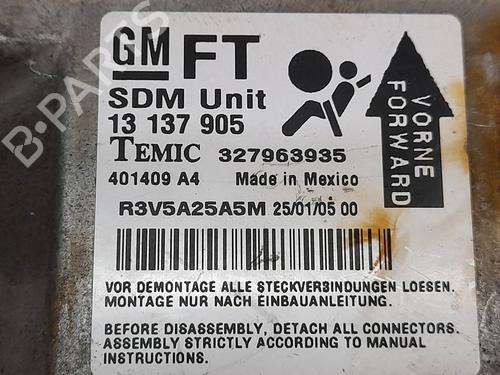 GM FT
SDM Unit
13 137 905
TEMIC 327963935
401409 A4 Made in Mexico
R3V5A25A5M 25/01/05 00
VORNE
FORWARD
VOR DEMONTAGE ALLE STECKVERBINDUNGEN LOESEN.
MONTAGE NUR NACH EINBAUANLEITUNG.
BEFORE DISASSEMBLY, DETACH ALL CONNECTORS.
ASSEMBLY STRICTLY ACCORDING TO MANUAL
INSTRUCTIONS.
B-PARTS